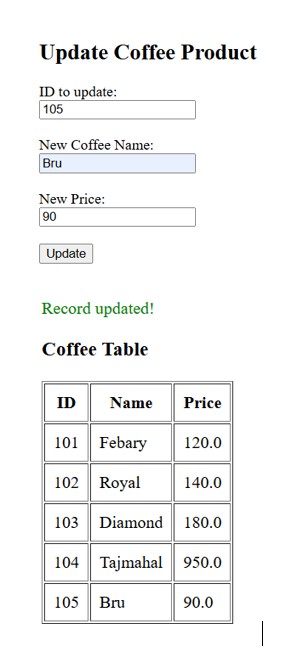 Update Coffee Product
ID to update:
105
New Coffee Name:
Bru
New Price:
90
Update
Record updated!
Coffee Table
ID Name Price
101 Febary 120.0
102 Royal 140.0
103 Diamond 180.0
104 Tajmahal 950.0
105 Bru 90.0